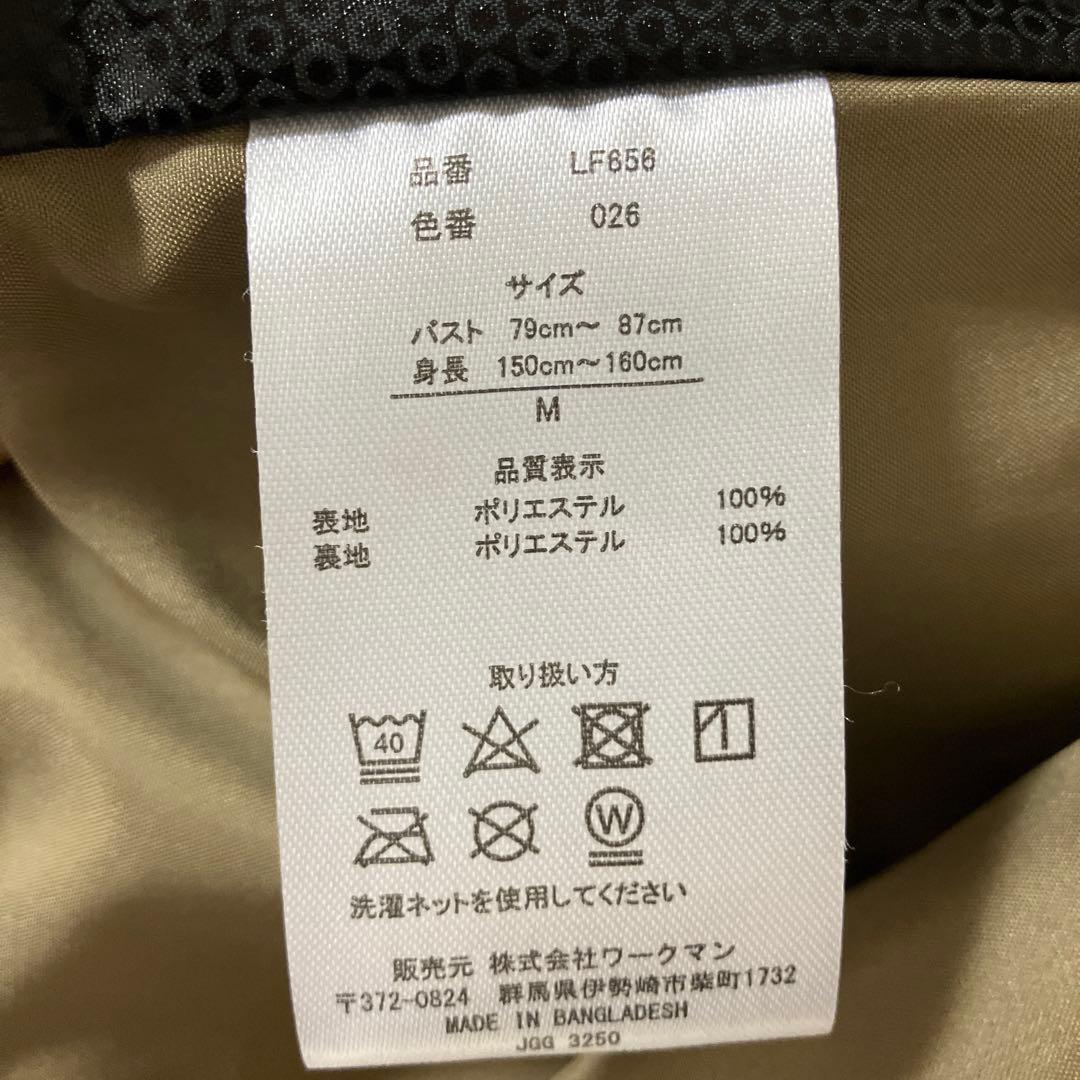 品番 LF656
色番 026
サイズ
バスト 79cm～ 87cm
身長 150cm～160cm
M
品質表示
表地 ポリエステル 100%
裏地 ポリエステル 100%
取り扱い方
40
W
洗濯ネットを使用してください
販売元 株式会社ワークマン
〒372-0824 群馬県伊勢崎市柴町1732
MADE IN BANGLADESH
JGG 3250